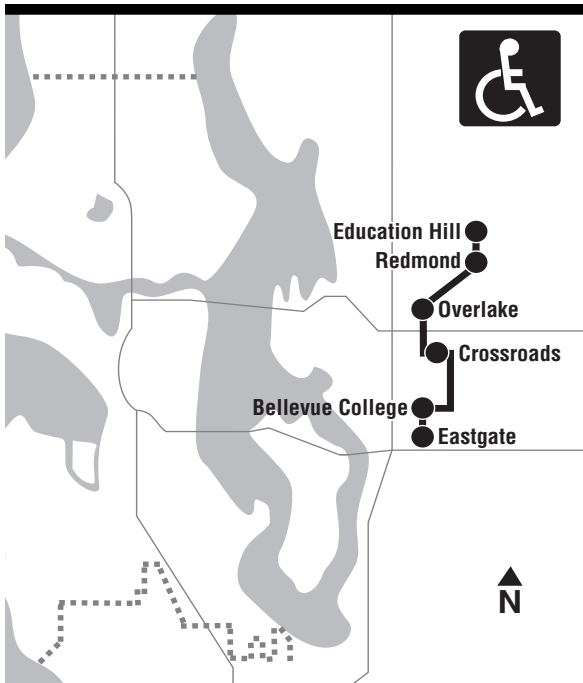 Education Hill
Redmond
Overlake
Crossroads
Bellevue College
Eastgate
N